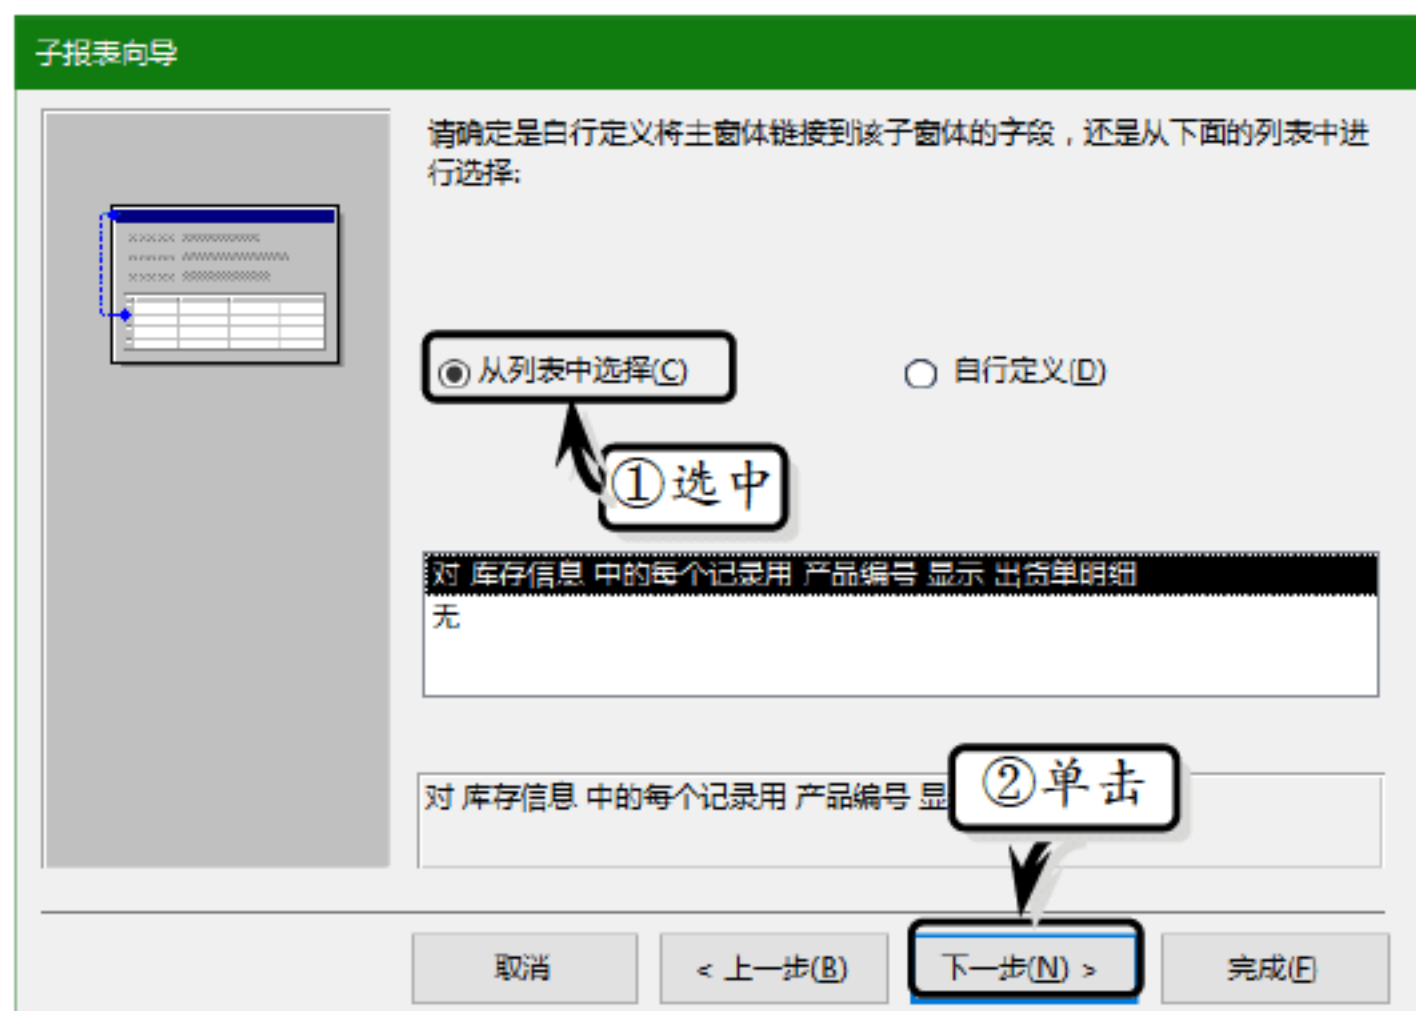 子报表向导
请确定是自行定义将主窗体链接到该子窗体的字段，还是从下面的列表中进
行选择:
从列表中选择(C) 自行定义(D)
①选中
对 库存信息 中的每个记录用 产品编号 显示 出货单明细
无
②单击
对 库存信息 中的每个记录用 产品编号 显
取消 < 上一步(B) 下一步(N) > 完成(F)